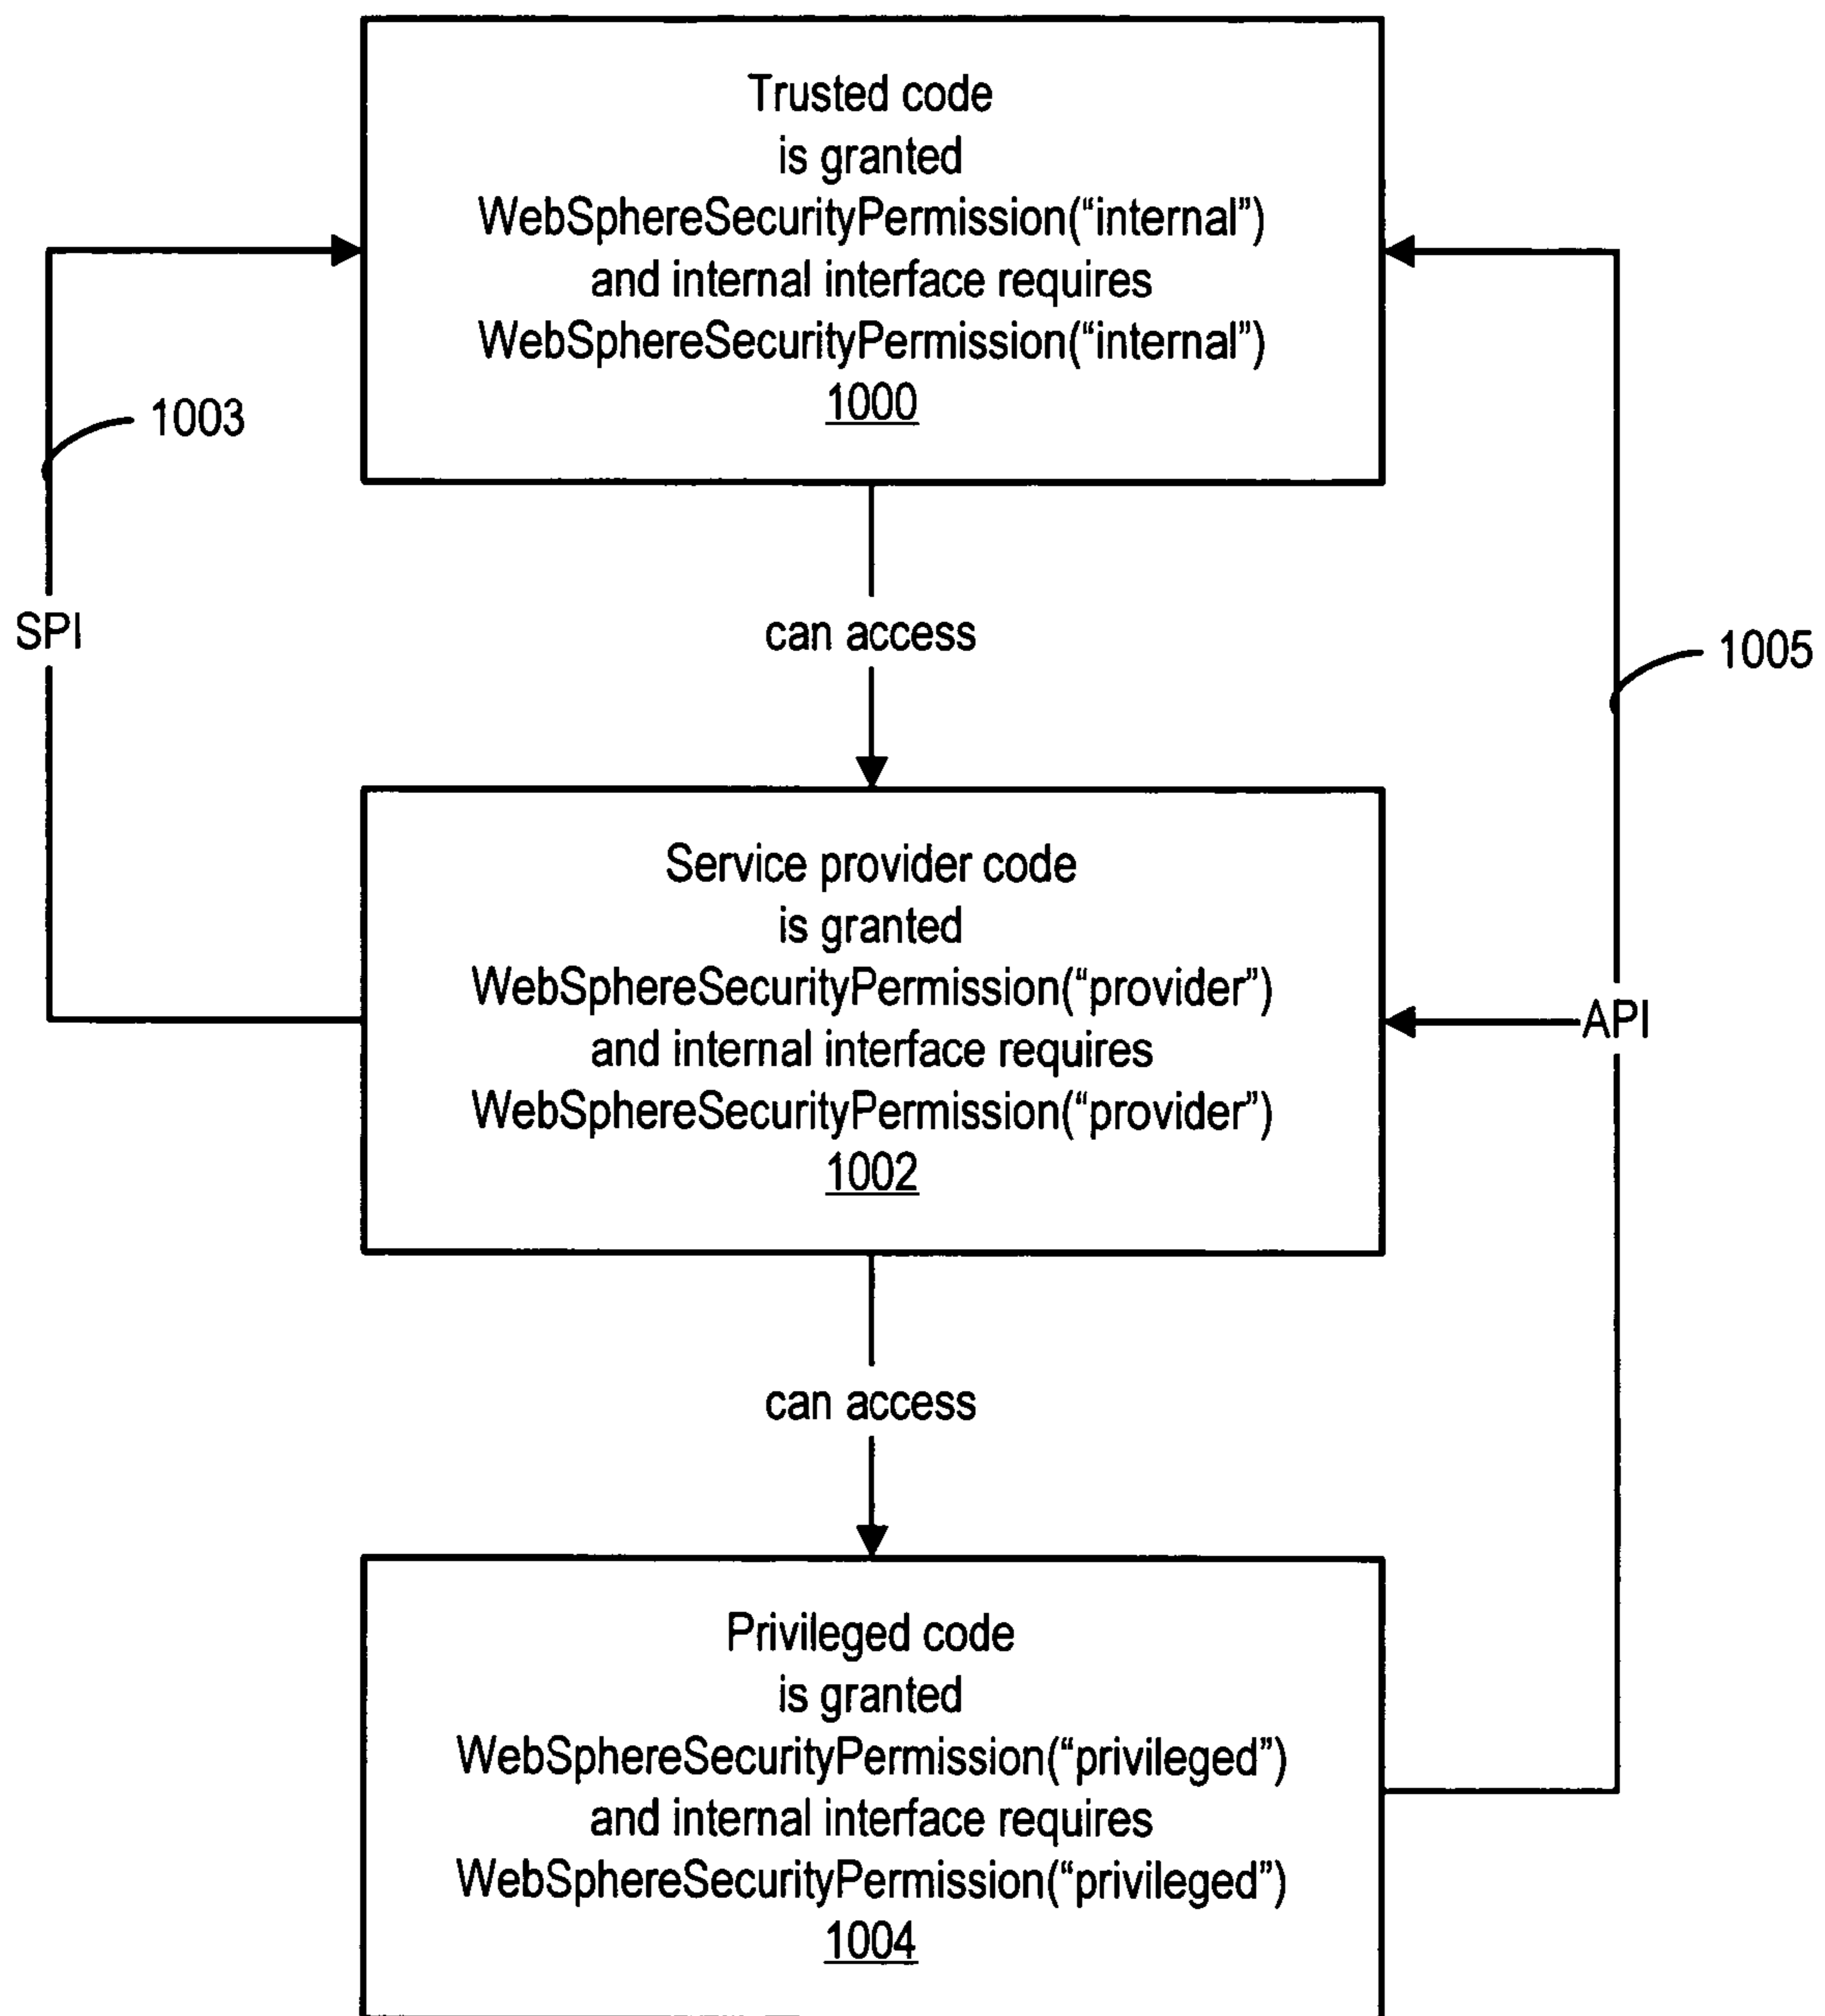 Trusted code
is granted
WebSphereSecurityPermission(“internal”)
and internal interface requires
WebSphereSecurityPermission(“internal”)
1000
1003
SPI
can access
1005
Service provider code
is granted
WebSphereSecurityPermission(“provider”)
and internal interface requires
WebSphereSecurityPermission(“provider”)
1002
API
can access
Privileged code
is granted
WebSphereSecurityPermission(“privileged”)
and internal interface requires
WebSphereSecurityPermission(“privileged”)
1004